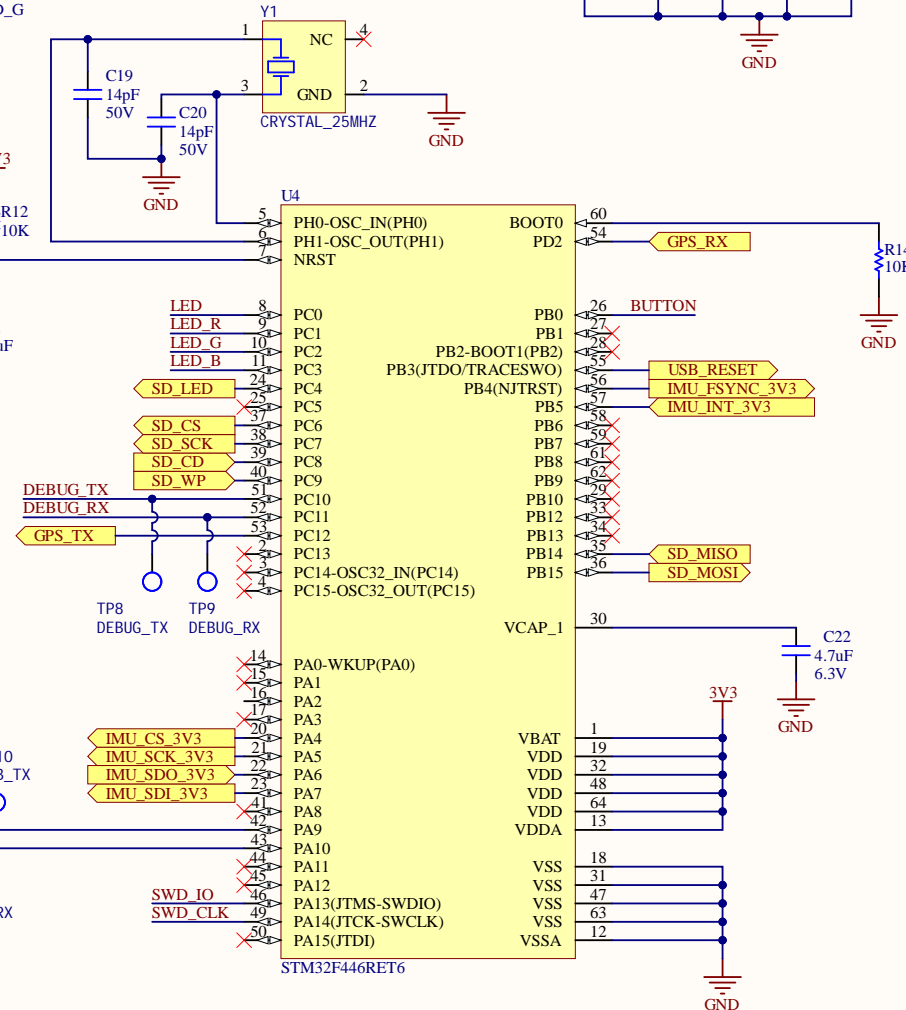 D_G
Y1
1
NC
4
3
GND
2
CRYSTAL_25MHZ
GND
GND
C19
14pF
50V
C20
14pF
50V
GND
R12
10K
U4
5
PH0-OSC_IN(PH0)
6
PH1-OSC_OUT(PH1)
7
NRST
BOOT0
60
PD2
54
GPS_RX
R14
GND
LED
8
PC0
LED_R
9
PC1
LED_G
10
PC2
LED_B
11
PC3
SD_LED
24
PC4
25
PC5
SD_CS
37
PC6
SD_SCK
38
PC7
SD_CD
39
PC8
SD_WP
40
PC9
DEBUG_TX
51
PC10
DEBUG_RX
52
PC11
GPS_TX
53
PC12
2
PC13
3
PC14-OSC32_IN(PC14)
4
PC15-OSC32_OUT(PC15)
TP8
DEBUG_TX
TP9
DEBUG_RX
PB0
26
BUTTON
PB1
27
PB2-BOOT1(PB2)
28
PB3(JTDO/TRACESWO)
55
USB_RESET
PB4(NJTRST)
56
IMU_FSYNC_3V3
PB5
57
IMU_INT_3V3
PB6
58
PB7
59
PB8
61
PB9
62
PB10
29
PB12
33
PB13
34
PB14
35
SD_MISO
PB15
36
SD_MOSI
VCAP_1
30
C22
4.7uF
6.3V
GND
14
PA0-WKUP(PA0)
15
PA1
16
PA2
17
PA3
IMU_CS_3V3
20
PA4
IMU_SCK_3V3
21
PA5
IMU_SDO_3V3
22
PA6
IMU_SDI_3V3
23
PA7
41
PA8
42
PA9
43
PA10
44
PA11
45
PA12
SWD_IO
46
PA13(JTMS-SWDIO)
SWD_CLK
49
PA14(JTCK-SWCLK)
50
PA15(JTDI)
3V3
VBAT
1
VDD
19
VDD
32
VDD
48
VDD
64
VDDA
13
VSS
18
VSS
31
VSS
47
VSS
63
VSSA
12
GND
STM32F446RET6